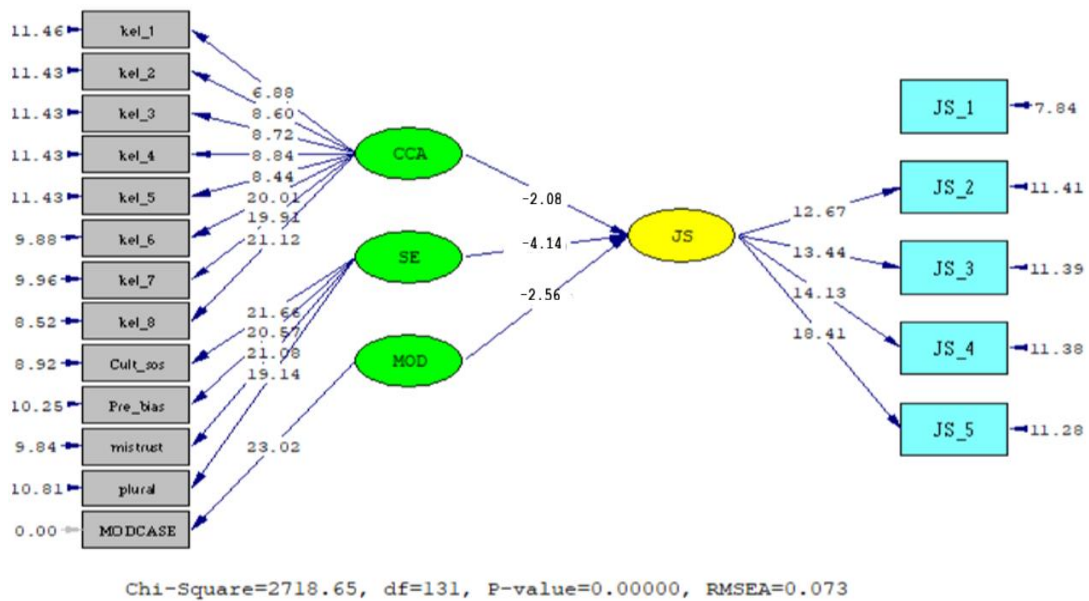 11.46 kel_1
11.43 kel_2
11.43 kel_3
11.43 kel_4
11.43 kel_5
9.88 kel_6
9.96 kel_7
8.52 kel_8
8.92 Cult_sos
10.25 Pre_bias
9.84 mistrust
10.81 plural
0.00 MODCASE
6.88
8.60
8.72
8.84
8.44
20.01
19.91
21.12
21.66
20.57
21.08
19.14
23.02
CCA
SE
MOD
-2.08
-4.14
-2.56
JS
12.67
13.44
14.13
18.41
JS_1 7.84
JS_2 11.41
JS_3 11.39
JS_4 11.38
JS_5 11.28
Chi-Square=2718.65, df=131, P-value=0.00000, RMSEA=0.073